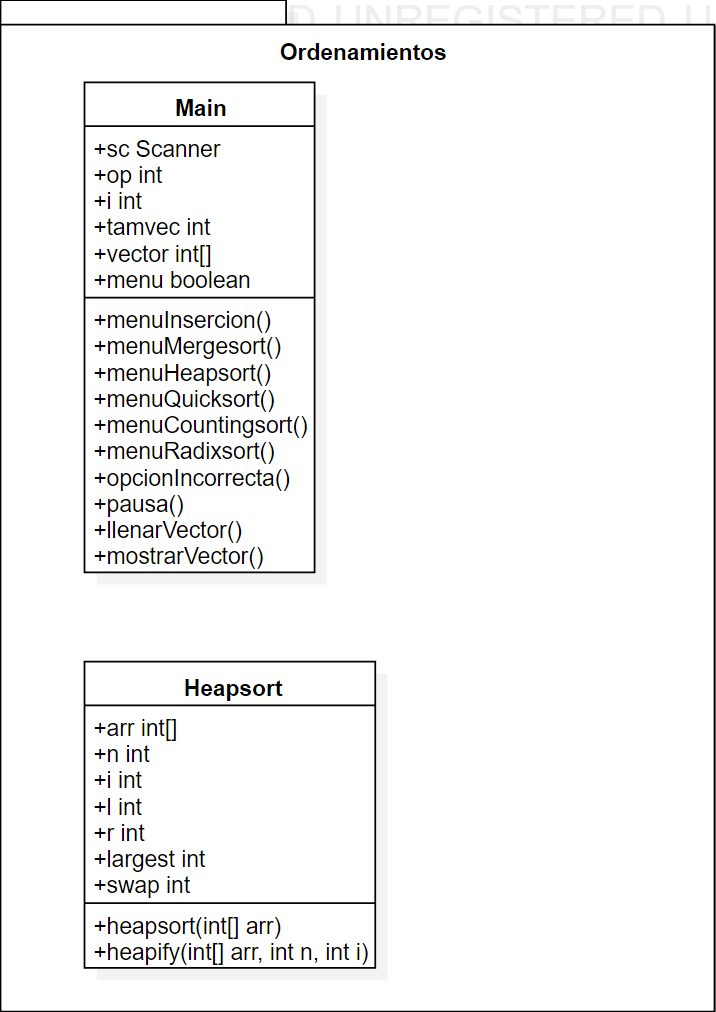 UNREGISTERED
Ordenamientos
Main
+sc Scanner
+op int
+i int
+tamvec int
+vector int[]
+menu boolean
+menuInsercion()
+menuMergesort()
+menuHeapsort()
+menuQuicksort()
+menuCountingsort()
+menuRadixsort()
+opcionIncorrecta()
+pausa()
+llenarVector()
+mostrarVector()
Heapsort
+arr int[]
+n int
+i int
+l int
+r int
+largest int
+swap int
+heapsort(int[] arr)
+heapify(int[] arr, int n, int i)